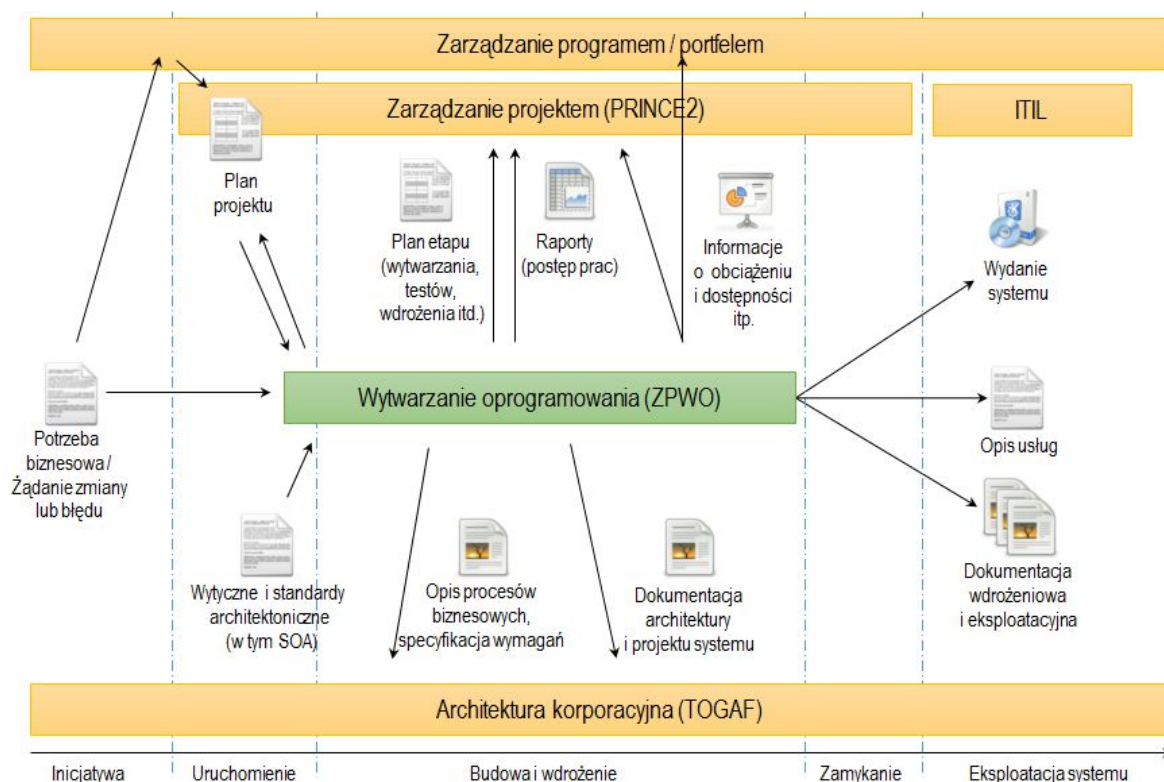 Zarządzanie programem / portfelem
Zarządzanie projektem (PRINCE2)
ITIL
Plan
projektu
Plan etapu
(wytwarzania,
testów,
wdrożenia itd.)
Raporty
(postęp prac)
Informacje
o obciążeniu
i dostępności
itp.
Wydanie
systemu
Wytwarzanie oprogramowania (ZPWO)
Potrzeba
biznesowa /
Żądanie zmiany
lub błędu
Opis usług
Wytyczne i standardy
architektoniczne
(w tym SOA)
Opis procesów
biznesowych,
specyfikacja wymagań
Dokumentacja
architektury
i projektu systemu
Dokumentacja
wdrożeniowa
i eksploatacyjna
Architektura korporacyjna (TOGAF)
Inicjatywa
Uruchomienie
Budowa i wdrożenie
Zamykanie
Eksploatacja systemu